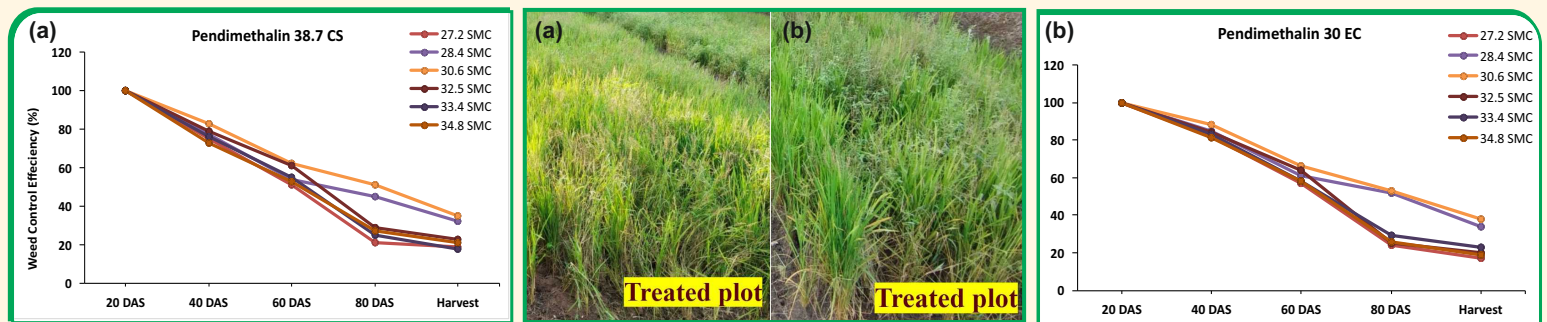 (a)
Pendimethalin 38.7 CS
27.2 SMC
28.4 SMC
30.6 SMC
32.5 SMC
33.4 SMC
34.8 SMC
Weed Control Effeciency (%)
120
100
80
60
40
20
0
20 DAS
40 DAS
60 DAS
80 DAS
Harvest
(a)
Treated plot
(b)
Treated plot
(b)
Pendimethalin 30 EC
27.2 SMC
28.4 SMC
30.6 SMC
32.5 SMC
33.4 SMC
34.8 SMC
120
100
80
60
40
20
0
20 DAS
40 DAS
60 DAS
80 DAS
Harvest